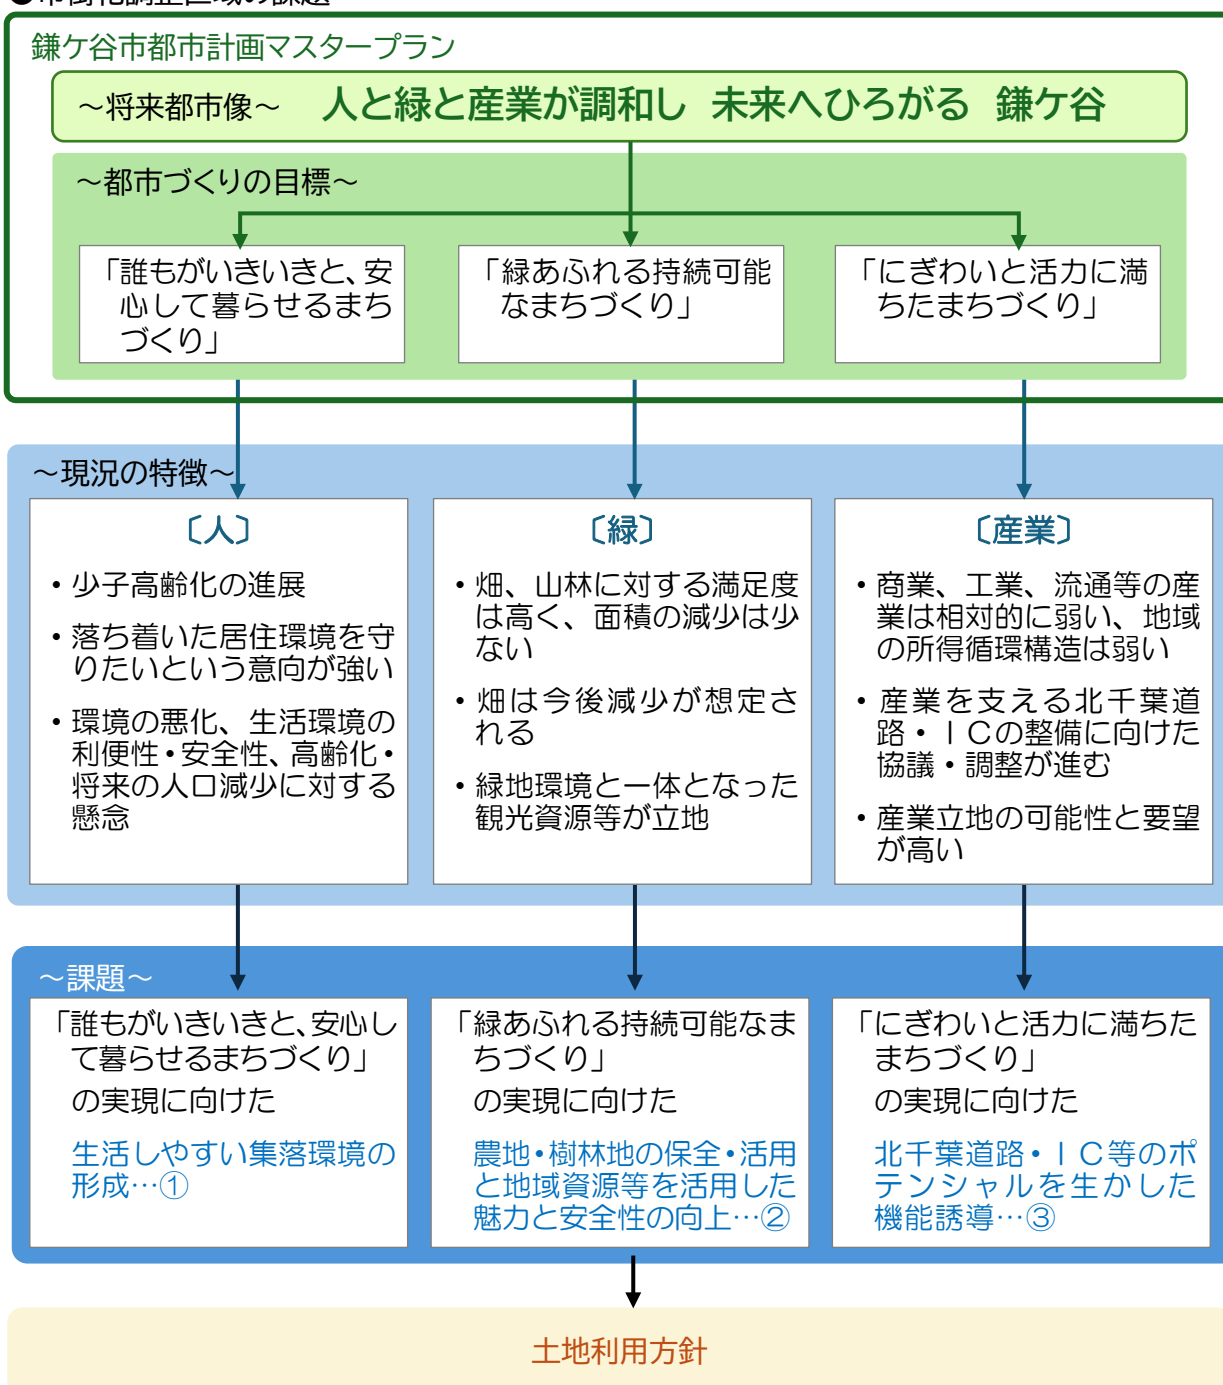 ●市街化調整区域の課題
鎌ケ谷市都市計画マスタープラン
～将来都市像～ 人と緑と産業が調和し 未来へひろがる 鎌ケ谷
～都市づくりの目標～
「誰もがいきいきと、安
心して暮らせるまち
づくり」
「緑あふれる持続可能
なまちづくり」
「にぎわいと活力に満
ちたまちづくり」
～現況の特徴～
〔人〕
・少子高齢化の進展
・落ち着いた居住環境を守
りたいという意向が強い
・環境の悪化、生活環境の
利便性・安全性、高齢化・
将来の人口減少に対する
懸念
〔緑〕
・畑、山林に対する満足度
は高く、面積の減少は少
ない
・畑は今後減少が想定さ
れる
・緑地環境と一体となった
観光資源等が立地
〔産業〕
・商業、工業、流通等の産
業は相対的に弱い、地域
の所得循環構造は弱い
・産業を支える北千葉道
路・ＩＣの整備に向けた
協議・調整が進む
・産業立地の可能性と要望
が高い
～課題～
「誰もがいきいきと、安心し
て暮らせるまちづくり」
の実現に向けた
生活しやすい集落環境の
形成…①
「緑あふれる持続可能なま
ちづくり」
の実現に向けた
農地・樹林地の保全・活用
と地域資源等を活用した
魅力と安全性の向上…②
「にぎわいと活力に満ちた
まちづくり」
の実現に向けた
北千葉道路・ＩＣ等のポ
テンシャルを生かした
機能誘導…③
土地利用方針